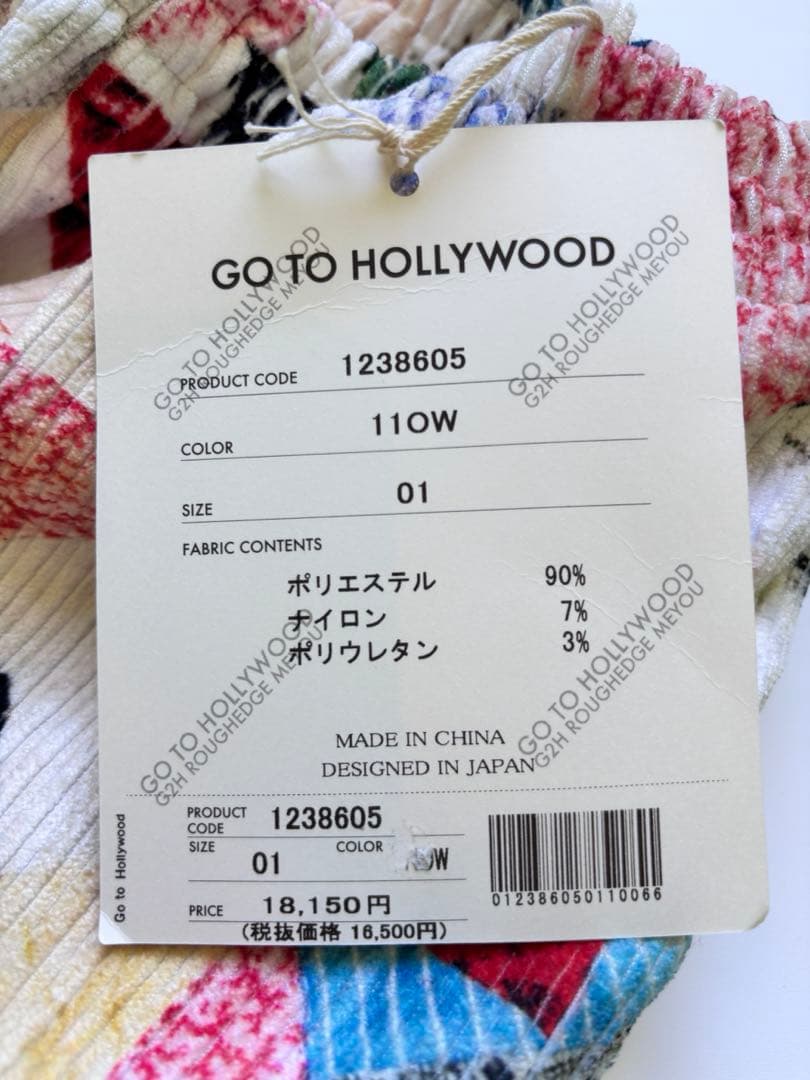 GO TO HOLLYWOOD
GO TO HOLLYWOOD
G2H ROUGHEDGE MEYOU
GO TO HOLLYWOOD
G2H ROUGHEDGE MEYOU
PRODUCT CODE 1238605
COLOR 11OW
SIZE 01
FABRIC CONTENTS
ポリエステル 90%
ナイロン 7%
ポリウレタン 3%
GO TO HOLLYWOOD
G2H ROUGHEDGE MEYOU
GO TO HOLLYWOOD
G2H ROUGHEDGE MEYOU
MADE IN CHINA
DESIGNED IN JAPAN
Go to Hollywood
PRODUCT CODE 1238605
SIZE 01 COLOR
PRICE 18,150円
(税抜価格 16,500円)
012386050110066